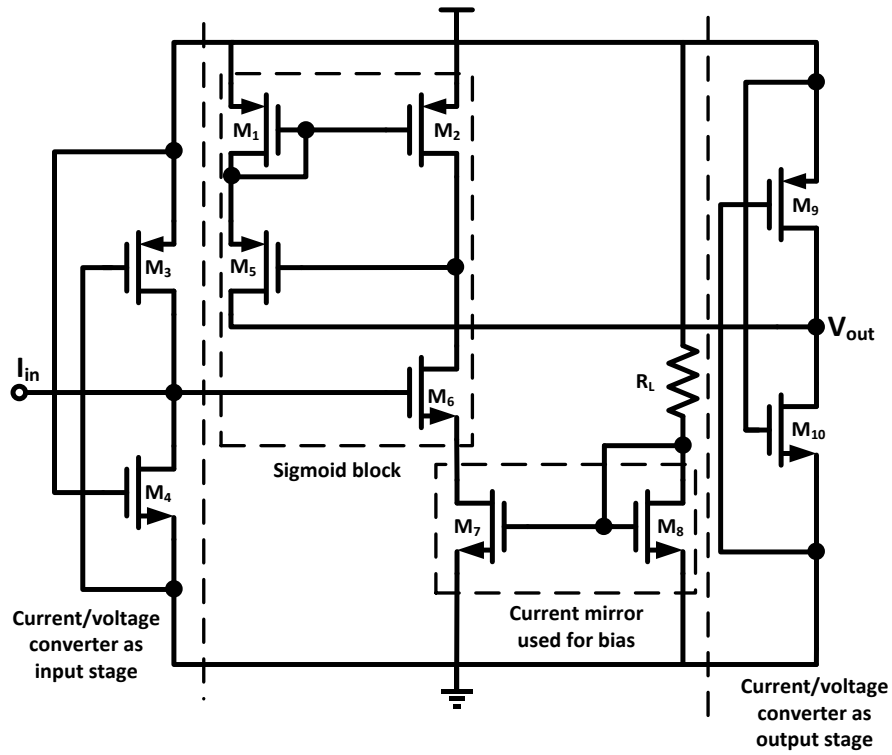 M1
M2
M3
M5
M9
Vout
Iin
M6
RL
M10
Sigmoid block
M4
M7
M8
Current/voltage
converter as
input stage
Current mirror
used for bias
Current/voltage
converter as
output stage